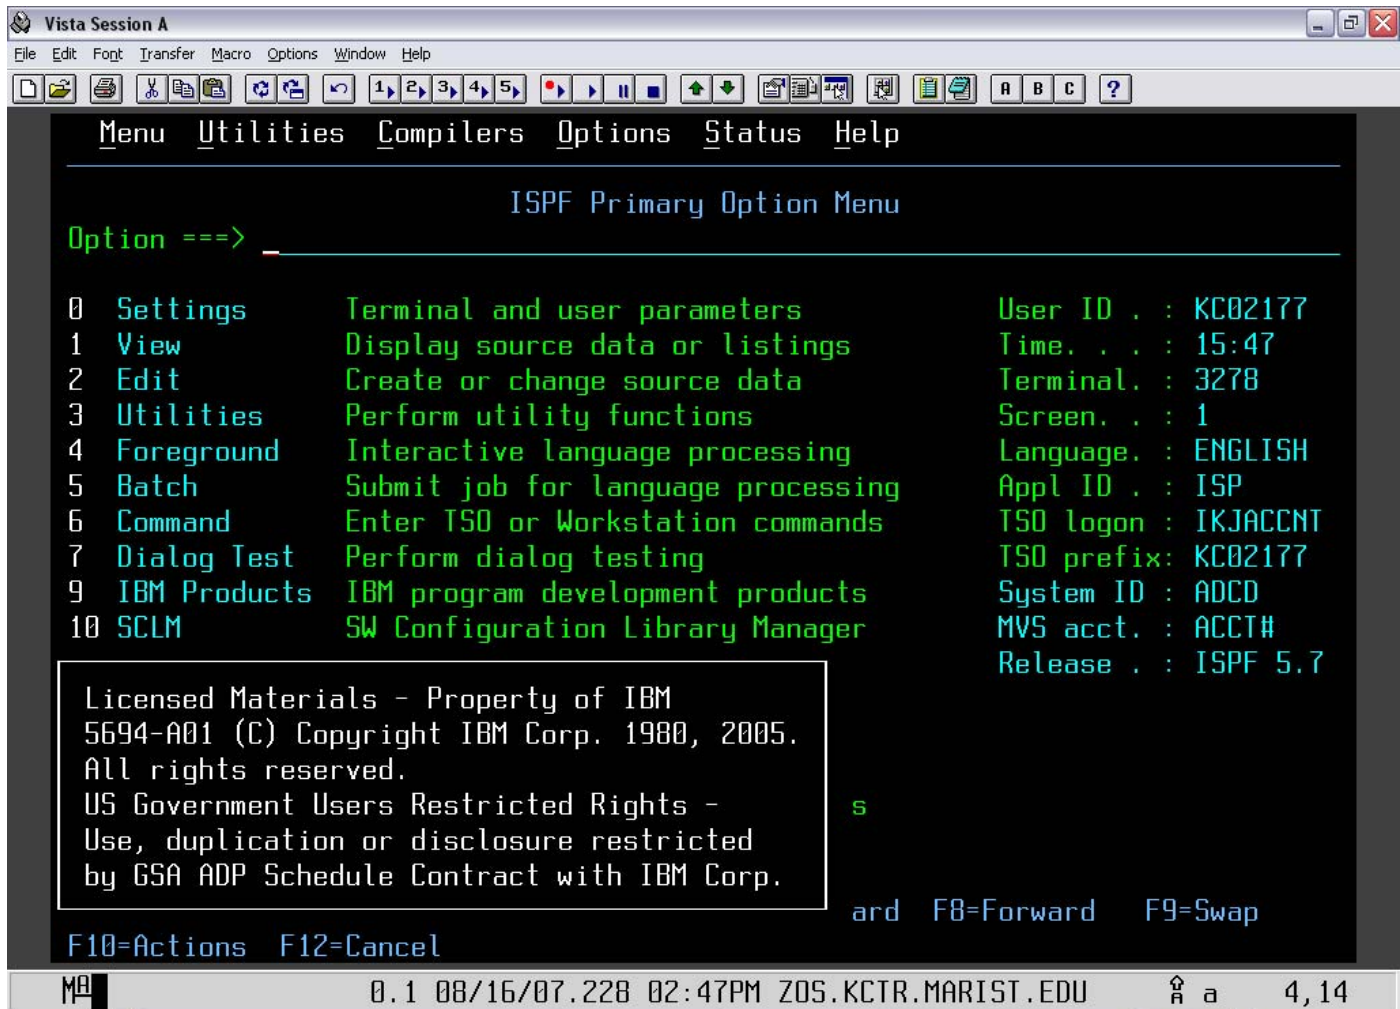 Vista Session A
File Edit Font Transfer Macro Options Window Help
1 2 3 4 5 A B C ?
Menu Utilities Compilers Options Status Help
ISPF Primary Option Menu
Option ===> _
0 Settings Terminal and user parameters User ID . : KC02177
1 View Display source data or listings Time. . . : 15:47
2 Edit Create or change source data Terminal. : 3278
3 Utilities Perform utility functions Screen. . : 1
4 Foreground Interactive language processing Language. : ENGLISH
5 Batch Submit job for language processing Appl ID . : ISP
6 Command Enter TSO or Workstation commands TSO logon : IKJACCNT
7 Dialog Test Perform dialog testing TSO prefix: KC02177
9 IBM Products IBM program development products System ID : ADCD
10 SCLM SW Configuration Library Manager MVS acct. : ACCT#
Release . : ISPF 5.7
Licensed Materials - Property of IBM
5694-A01 (C) Copyright IBM Corp. 1980, 2005.
All rights reserved.
US Government Users Restricted Rights - s
Use, duplication or disclosure restricted
by GSA ADP Schedule Contract with IBM Corp.
ard F8=Forward F9=Swap
F10=Actions F12=Cancel
MA 0.1 08/16/07.228 02:47PM ZOS.KCTR.MARIST.EDU A a 4,14